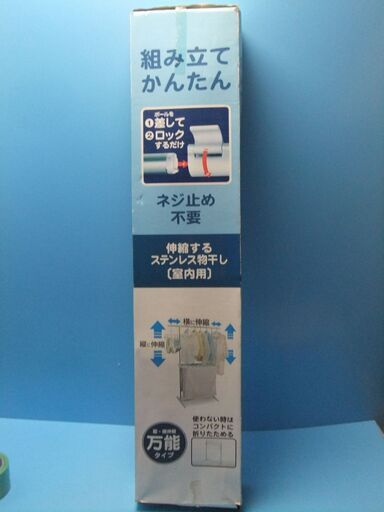 組み立て
かんたん
ポールを
①差して
②ロック
するだけ
ネジ止め
不要
伸縮する
ステンレス物干し
〔室内用〕
横に伸縮
縦に伸縮
万能
タイプ
使わない時は
コンパクトに
折りたためる